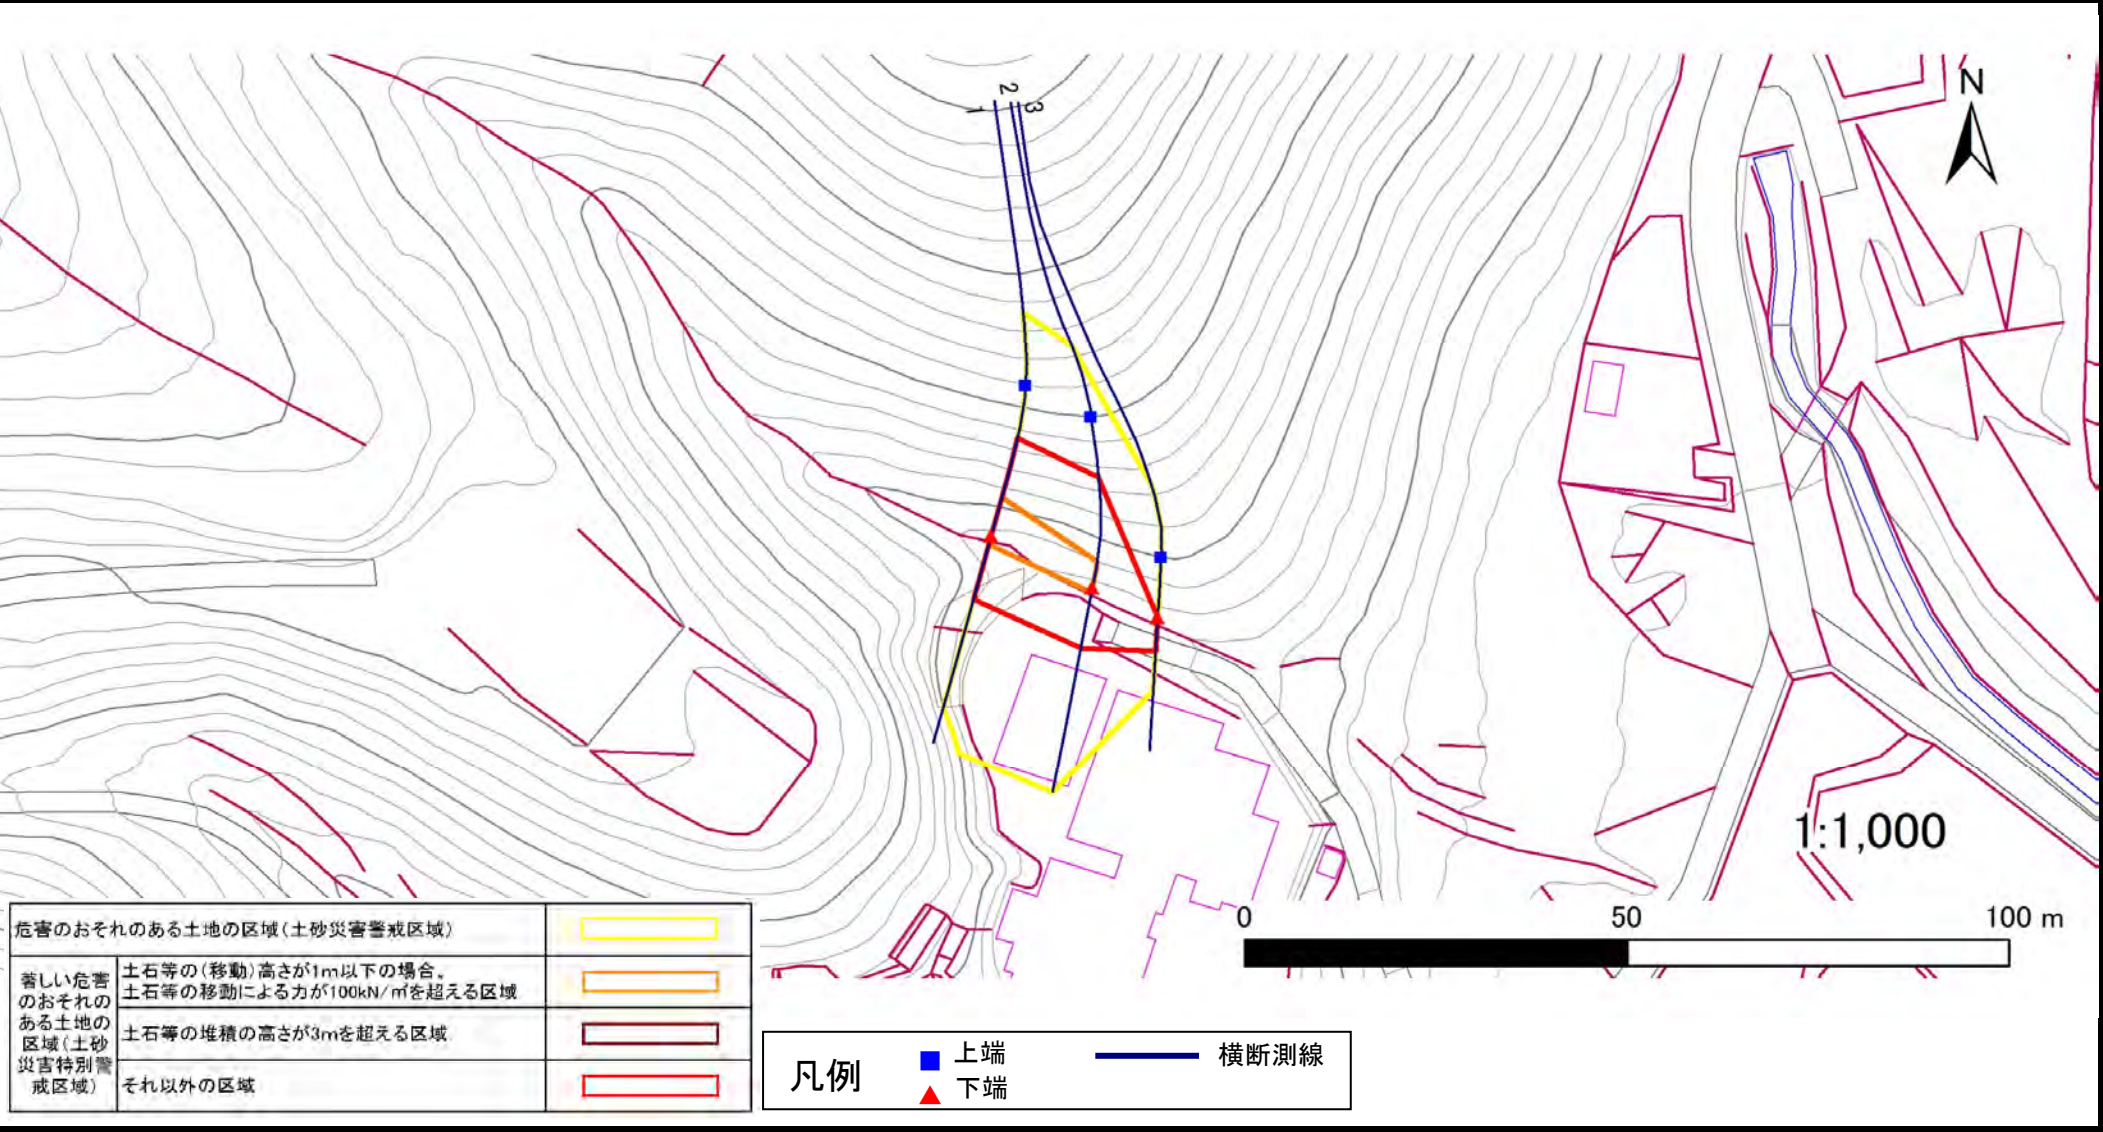 1
2
3
N
1:1,000
0 50 100 m
危害のおそれのある土地の区域(土砂災害警戒区域)
著しい危害
のおそれの
ある土地の
区域(土砂
災害特別警
戒区域)
土石等の(移動)高さが1m以下の場合、
土石等の移動による力が100kN/㎡を超える区域
土石等の堆積の高さが3mを超える区域
それ以外の区域
凡例
上端
下端
横断測線